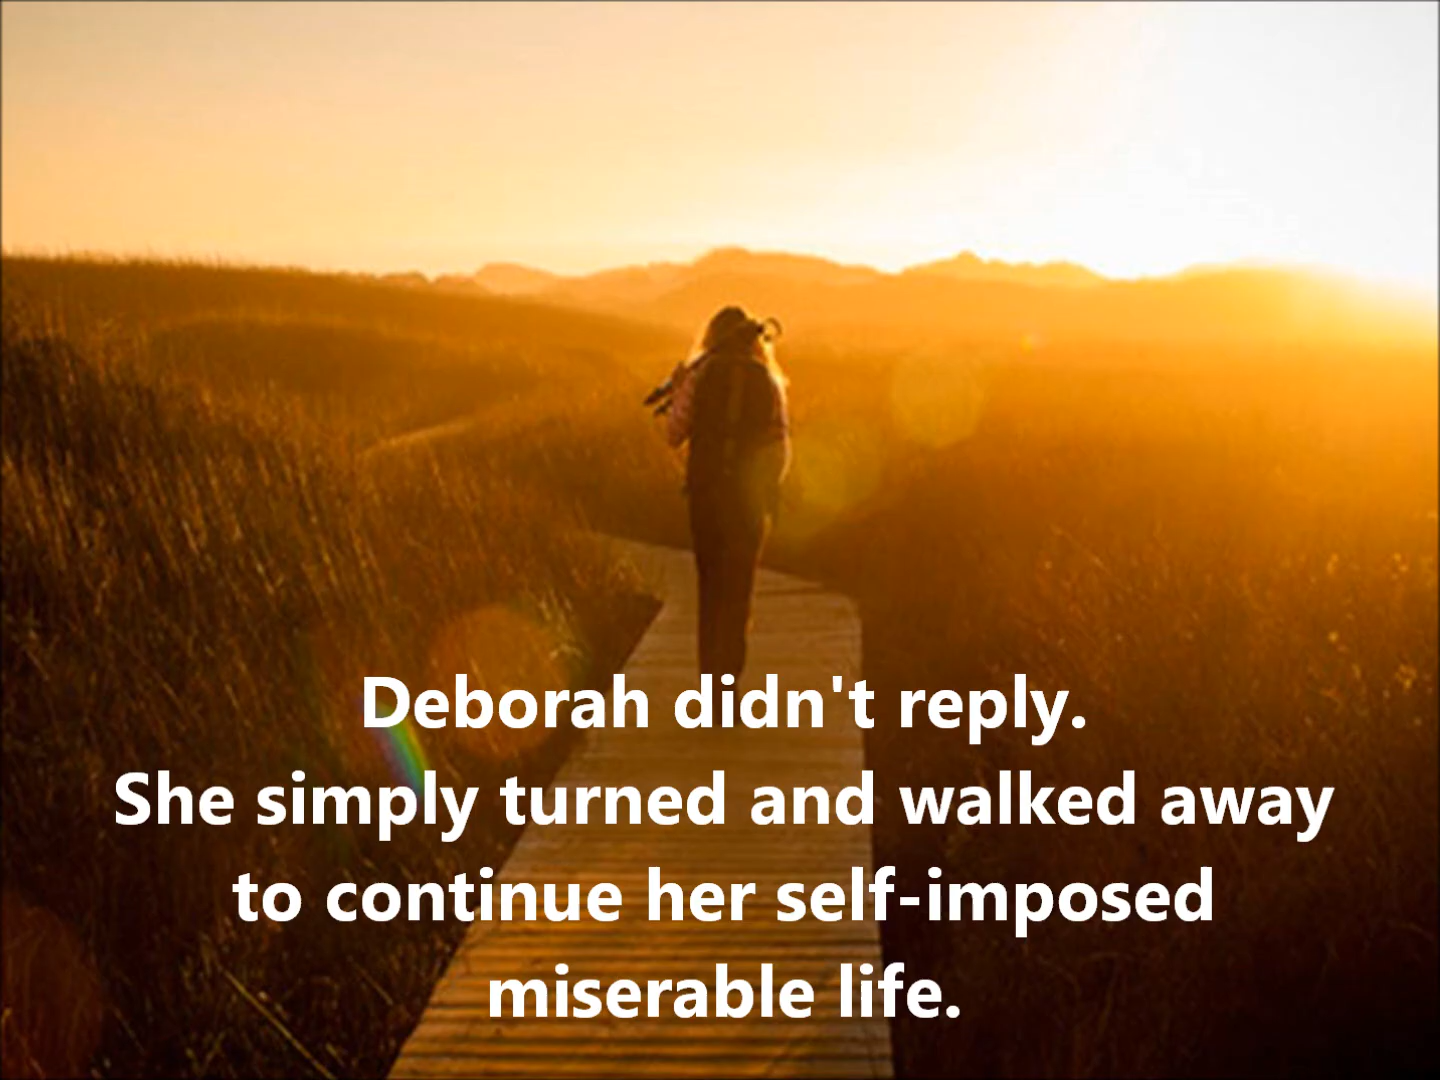 Deborah didn't reply.
She simply turned and walked away
to continue her self-imposed
miserable life.